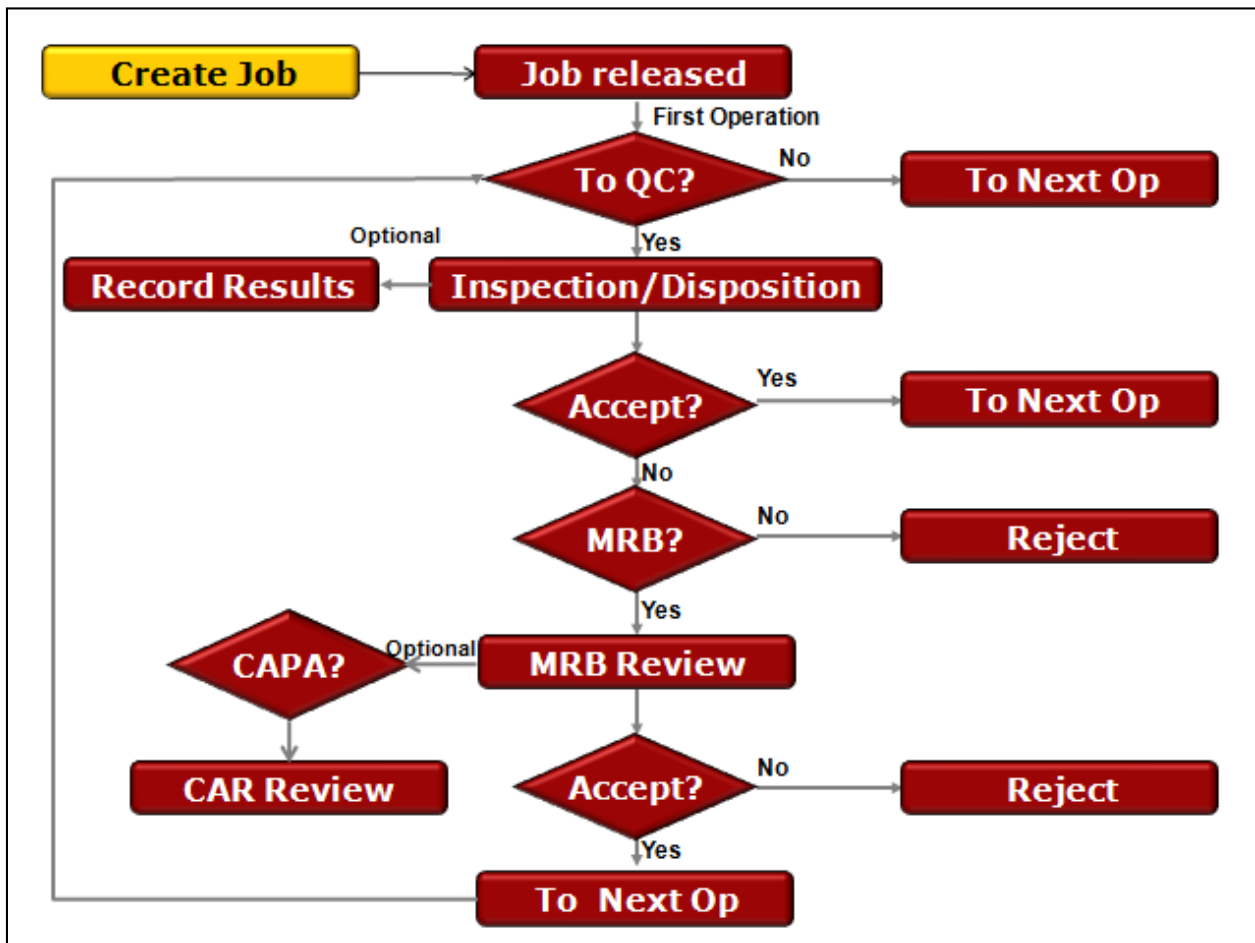 Create Job
Job released
First Operation
To QC?
No
To Next Op
Yes
Optional
Record Results
Inspection/Disposition
Accept?
Yes
To Next Op
No
MRB?
No
Reject
Yes
CAPA?
Optional
MRB Review
CAR Review
Accept?
No
Reject
Yes
To Next Op